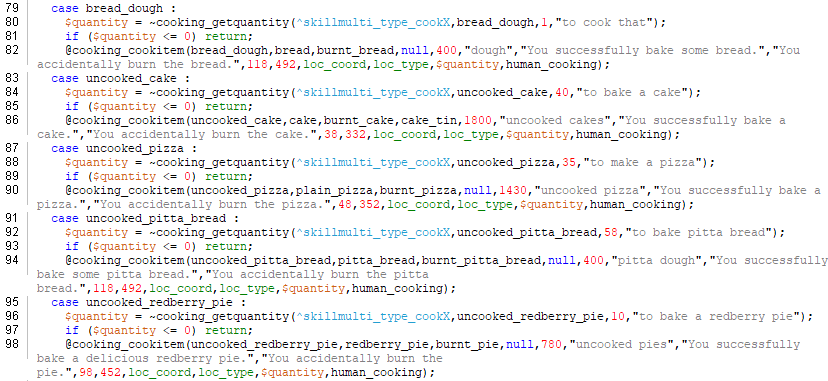 79 case bread_dough :
80 $quantity = ~cooking_getquantity(^skillmulti_type_cookX,bread_dough,1,"to cook that");
81 if ($quantity <= 0) return;
82 @cooking_cookitem(bread_dough,bread,burnt_bread,null,400,"dough","You successfully bake some bread.","You
accidentally burn the bread.",118,492,loc_coord,loc_type,$quantity,human_cooking);
83 case uncooked_cake :
84 $quantity = ~cooking_getquantity(^skillmulti_type_cookX,uncooked_cake,40,"to bake a cake");
85 if ($quantity <= 0) return;
86 @cooking_cookitem(uncooked_cake,cake,burnt_cake,cake_tin,1800,"uncooked cakes","You successfully bake a
cake.","You accidentally burn the cake.",38,332,loc_coord,loc_type,$quantity,human_cooking);
87 case uncooked_pizza :
88 $quantity = ~cooking_getquantity(^skillmulti_type_cookX,uncooked_pizza,35,"to make a pizza");
89 if ($quantity <= 0) return;
90 @cooking_cookitem(uncooked_pizza,plain_pizza,burnt_pizza,null,1430,"uncooked pizza","You successfully bake a
pizza.","You accidentally burn the pizza.",48,352,loc_coord,loc_type,$quantity,human_cooking);
91 case uncooked_pitta_bread :
92 $quantity = ~cooking_getquantity(^skillmulti_type_cookX,uncooked_pitta_bread,58,"to bake pitta bread");
93 if ($quantity <= 0) return;
94 @cooking_cookitem(uncooked_pitta_bread,pitta_bread,burnt_pitta_bread,null,400,"pitta dough","You successfully
bake some pitta bread.","You accidentally burn the pitta
bread.",118,492,loc_coord,loc_type,$quantity,human_cooking);
95 case uncooked_redberry_pie :
96 $quantity = ~cooking_getquantity(^skillmulti_type_cookX,uncooked_redberry_pie,10,"to bake a redberry pie");
97 if ($quantity <= 0) return;
98 @cooking_cookitem(uncooked_redberry_pie,redberry_pie,burnt_pie,null,780,"uncooked pies","You successfully
bake a delicious redberry pie.","You accidentally burn the
pie.",98,452,loc_coord,loc_type,$quantity,human_cooking);